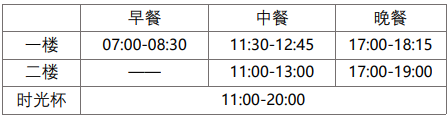 早餐 中餐 晚餐
一楼 07:00-08:30 11:30-12:45 17:00-18:15
二楼 —— 11:00-13:00 17:00-19:00
时光杯 11:00-20:00